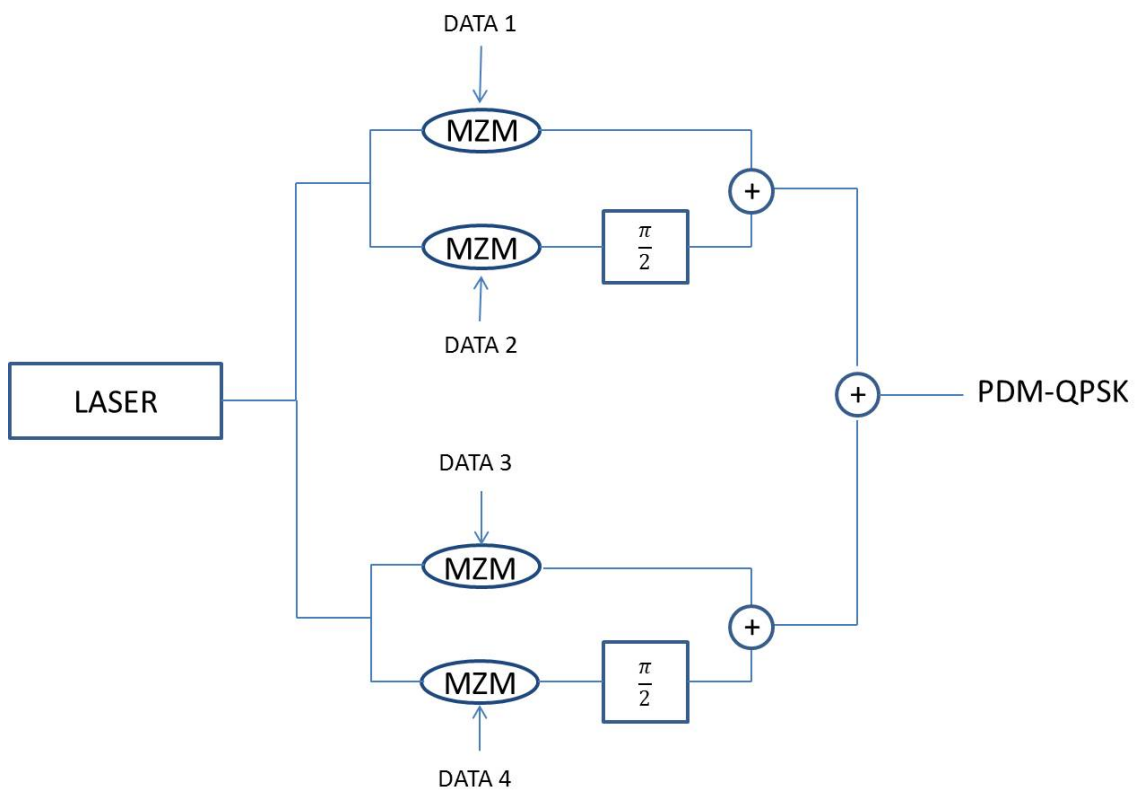 DATA 1
MZM
+
MZM
π
2
DATA 2
LASER
+
PDM-QPSK
DATA 3
MZM
+
MZM
π
2
DATA 4